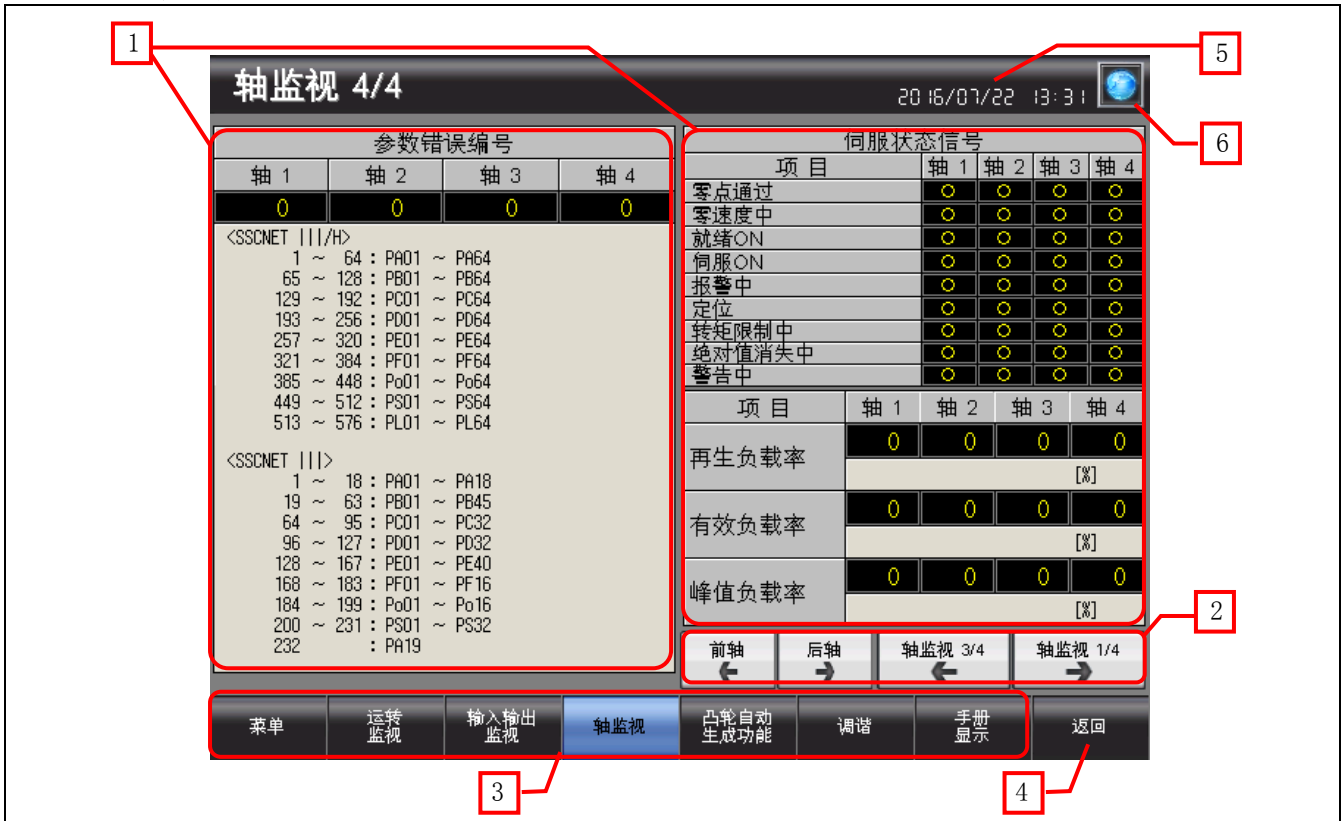 1
5
轴监视 4/4
2016/07/22 13:31
6
参数错误编号
轴 1 轴 2 轴 3 轴 4
0 0 0 0
<SSCNET |||/H>
1 ~ 64 : PA01 ~ PA64
65 ~ 128 : PB01 ~ PB64
129 ~ 192 : PC01 ~ PC64
193 ~ 256 : PD01 ~ PD64
257 ~ 320 : PE01 ~ PE64
321 ~ 384 : PF01 ~ PF64
385 ~ 448 : Po01 ~ Po64
449 ~ 512 : PS01 ~ PS64
513 ~ 576 : PL01 ~ PL64
<SSCNET |||>
1 ~ 18 : PA01 ~ PA18
19 ~ 63 : PB01 ~ PB45
64 ~ 95 : PC01 ~ PC32
96 ~ 127 : PD01 ~ PD32
128 ~ 167 : PE01 ~ PE40
168 ~ 183 : PF01 ~ PF16
184 ~ 199 : Po01 ~ Po16
200 ~ 231 : PS01 ~ PS32
232 : PA19
伺服状态信号
项目 轴 1 轴 2 轴 3 轴 4
零点通过
零速度中
就绪ON
伺服ON
报警中
定位
转矩限制中
绝对值消失中
警告中
项目 轴 1 轴 2 轴 3 轴 4
再生负载率 0 0 0 0
[%]
有效负载率 0 0 0 0
[%]
峰值负载率 0 0 0 0
[%]
2
前轴 后轴 轴监视 3/4 轴监视 1/4
菜单
运转
监视
输入输出
监视
轴监视
凸轮自动
生成功能
调谐
手册
显示
返回
3
4